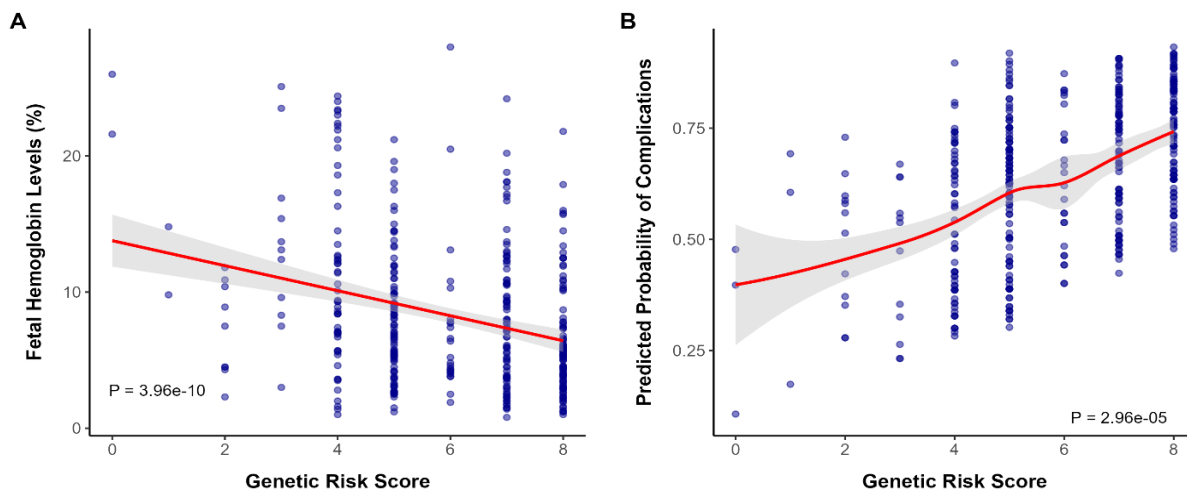 A
Fetal Hemoglobin Levels (%)
20
10
0
P = 3.96e-10
0 2 4 6 8
Genetic Risk Score
B
Predicted Probability of Complications
0.75
0.50
0.25
P = 2.96e-05
0 2 4 6 8
Genetic Risk Score